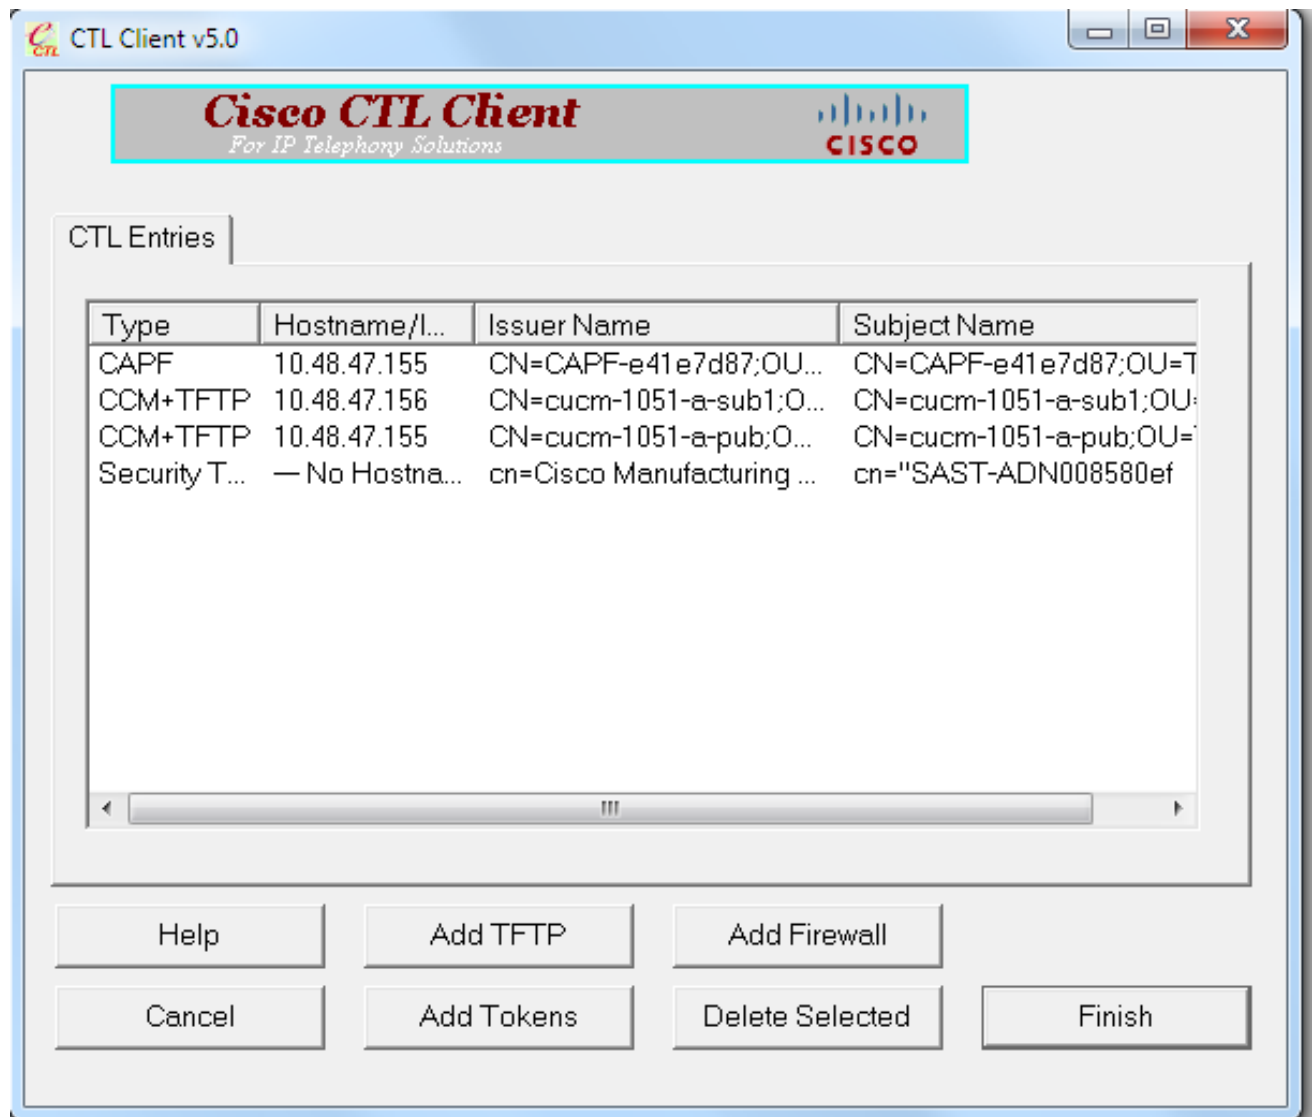 CTL Client v5.0
Cisco CTL Client
For IP Telephony Solutions
CISCO
CTL Entries
Type Hostname/I... Issuer Name Subject Name
CAPF 10.48.47.155 CN=CAPF-e41e7d87;OU... CN=CAPF-e41e7d87;OU=T
CCM+TFTP 10.48.47.156 CN=cucm-1051-a-sub1;O... CN=cucm-1051-a-sub1;OU=
CCM+TFTP 10.48.47.155 CN=cucm-1051-a-pub;O... CN=cucm-1051-a-pub;OU=T
Security T... — No Hostna... cn=Cisco Manufacturing ... cn="SAST-ADN008580ef
Help Add TFTP Add Firewall
Cancel Add Tokens Delete Selected Finish